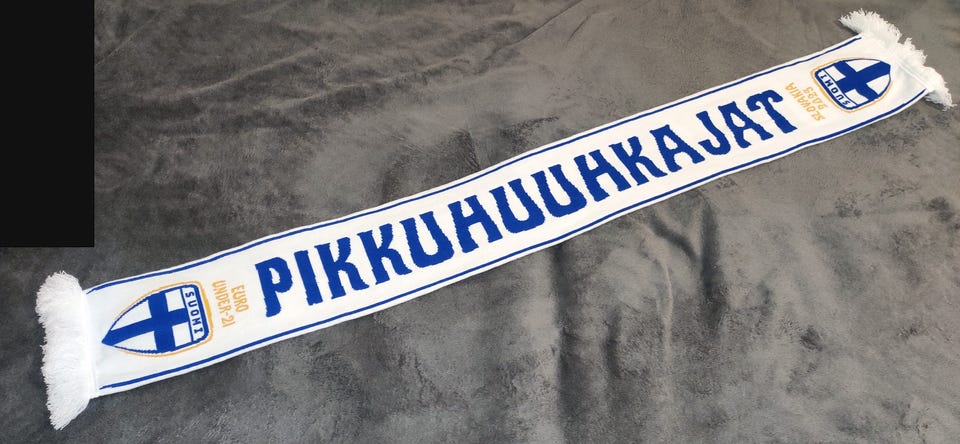 SUOMI
EURO
UNDER-21
PIKKUHUUHKAJAT
SLOVAKIA
2025
SUOMI